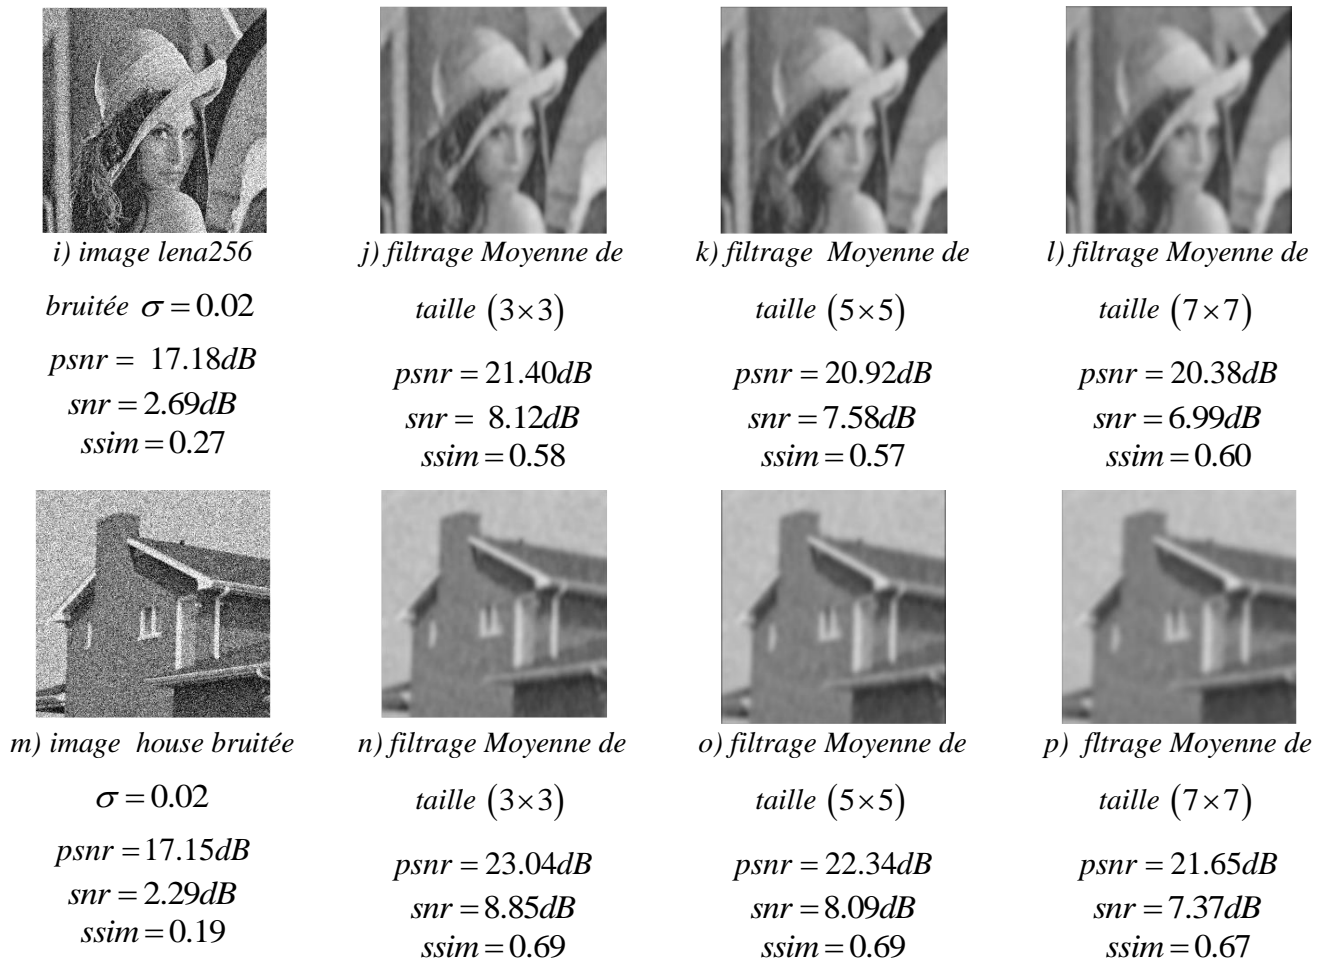 i) image lena256
bruitée σ = 0.02
psnr = 17.18dB
snr = 2.69dB
ssim = 0.27
j) filtrage Moyenne de
taille (3×3)
psnr = 21.40dB
snr = 8.12dB
ssim = 0.58
k) filtrage Moyenne de
taille (5×5)
psnr = 20.92dB
snr = 7.58dB
ssim = 0.57
l) filtrage Moyenne de
taille (7×7)
psnr = 20.38dB
snr = 6.99dB
ssim = 0.60
m) image house bruitée
σ = 0.02
psnr = 17.15dB
snr = 2.29dB
ssim = 0.19
n) filtrage Moyenne de
taille (3×3)
psnr = 23.04dB
snr = 8.85dB
ssim = 0.69
o) filtrage Moyenne de
taille (5×5)
psnr = 22.34dB
snr = 8.09dB
ssim = 0.69
p) fltrage Moyenne de
taille (7×7)
psnr = 21.65dB
snr = 7.37dB
ssim = 0.67